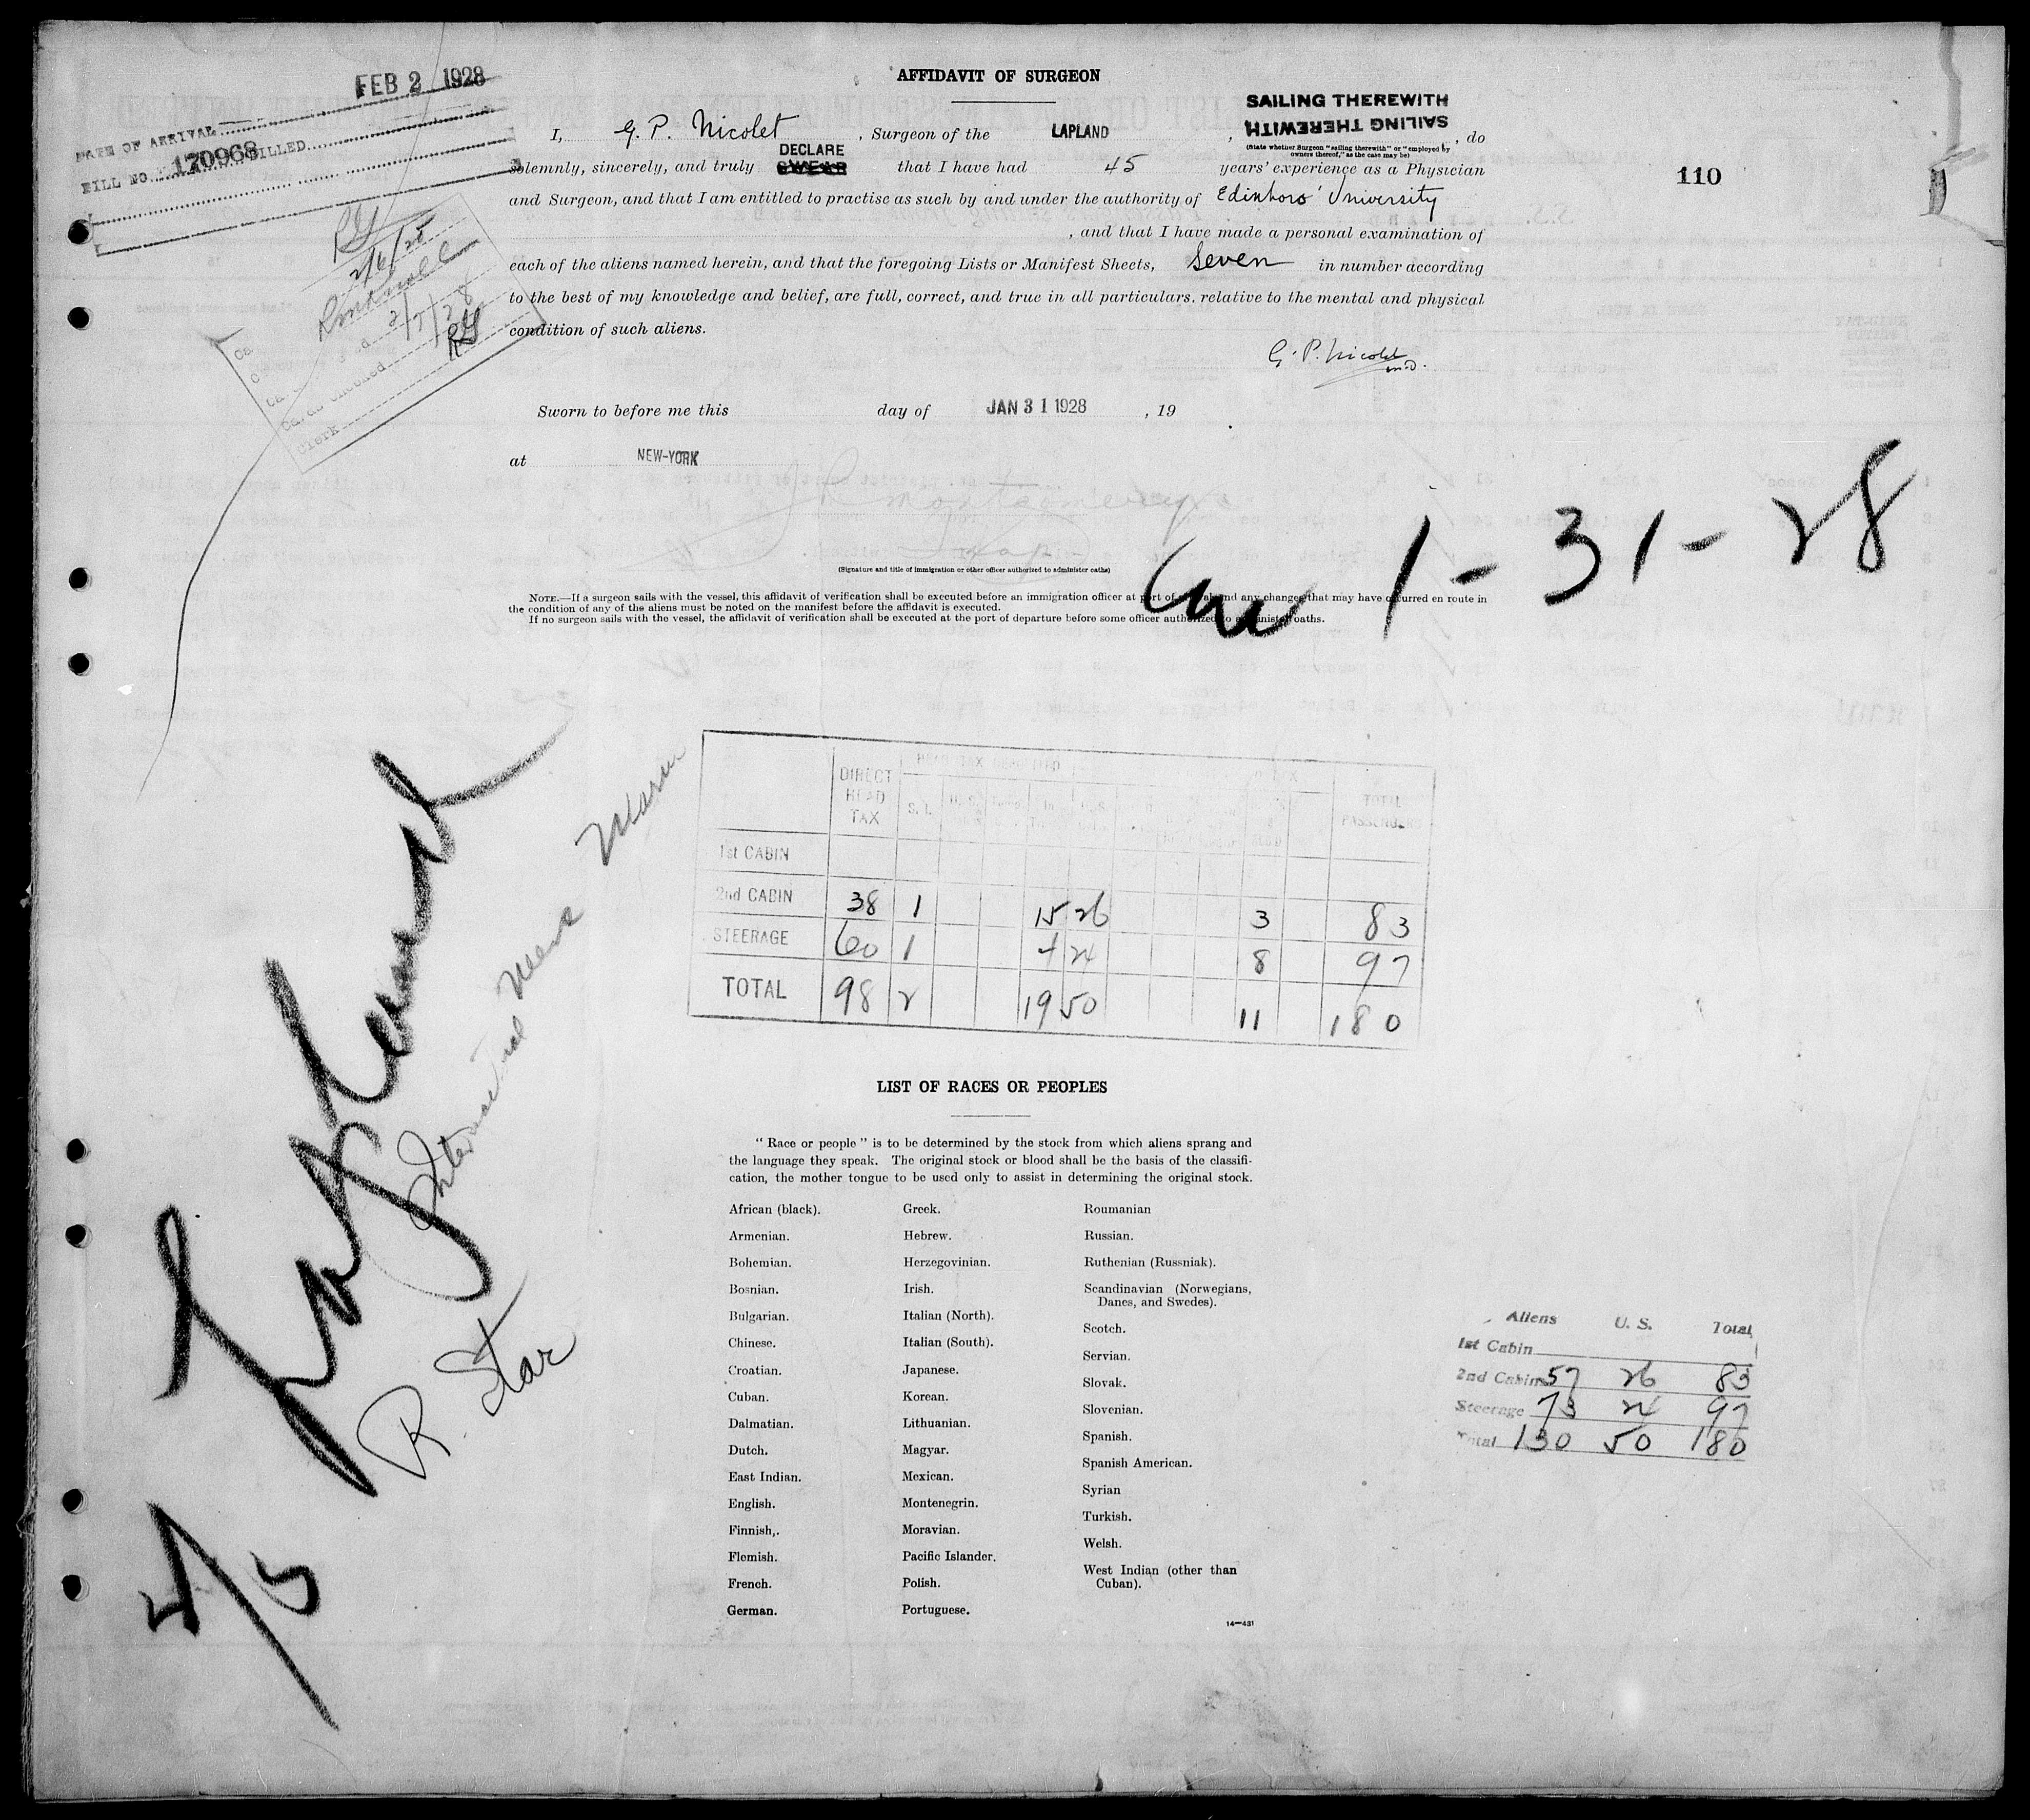 FEB 2 1928
DATE OF ARRIVAL
BILL NO. 170968 BILLED
RG
Cards Checked
Clerk
RG
AFFIDAVIT OF SURGEON
I, G. P. Nicolet, Surgeon of the LAPLAND, SAILING THEREWITH
SAILING THEREWITH, do
(State whether Surgeon "sailing therewith" or "employed by
owners thereof," as the case may be)
solemnly, sincerely, and truly DECLARE SWEAR that I have had 45 years' experience as a Physician
110
and Surgeon, and that I am entitled to practise as such by and under the authority of Edinboro' University
, and that I have made a personal examination of
each of the aliens named herein, and that the foregoing Lists or Manifest Sheets, Seven in number according
to the best of my knowledge and belief, are full, correct, and true in all particulars, relative to the mental and physical
condition of such aliens.
G. P. Nicolet M.D.
Sworn to before me this day of JAN 31 1928, 19
at NEW-YORK
(Signature and title of immigration or other officer authorized to administer oaths)
1-31-28
NOTE.—If a surgeon sails with the vessel, this affidavit of verification shall be executed before an immigration officer at port of arrival and any changes that may have occurred en route in
the condition of any of the aliens must be noted on the manifest before the affidavit is executed.
If no surgeon sails with the vessel, the affidavit of verification shall be executed at the port of departure before some officer authorized to administer oaths.
Lapland
R. Star
DIRECT HEAD TAX S. I. TOTAL PASSENGERS
1st CABIN
2nd CABIN 38 1 15 26 3 83
STEERAGE 60 1 4 24 8 97
TOTAL 98 2 19 50 11 180
LIST OF RACES OR PEOPLES
"Race or people" is to be determined by the stock from which aliens sprang and
the language they speak. The original stock or blood shall be the basis of the classifi-
cation, the mother tongue to be used only to assist in determining the original stock.
African (black).
Armenian.
Bohemian.
Bosnian.
Bulgarian.
Chinese.
Croatian.
Cuban.
Dalmatian.
Dutch.
East Indian.
English.
Finnish,.
Flemish.
French.
German.
Greek.
Hebrew.
Herzegovinian.
Irish.
Italian (North).
Italian (South).
Japanese.
Korean.
Lithuanian.
Magyar.
Mexican.
Montenegrin.
Moravian.
Pacific Islander.
Polish.
Portuguese.
Roumanian
Russian.
Ruthenian (Russniak).
Scandinavian (Norwegians,
Danes, and Swedes).
Scotch.
Servian.
Slovak.
Slovenian.
Spanish.
Spanish American.
Syrian
Turkish.
Welsh.
West Indian (other than
Cuban).
14—431
Aliens U. S. Total
1st Cabin
2nd Cabin 57 26 83
Steerage 73 24 97
Total 130 50 180